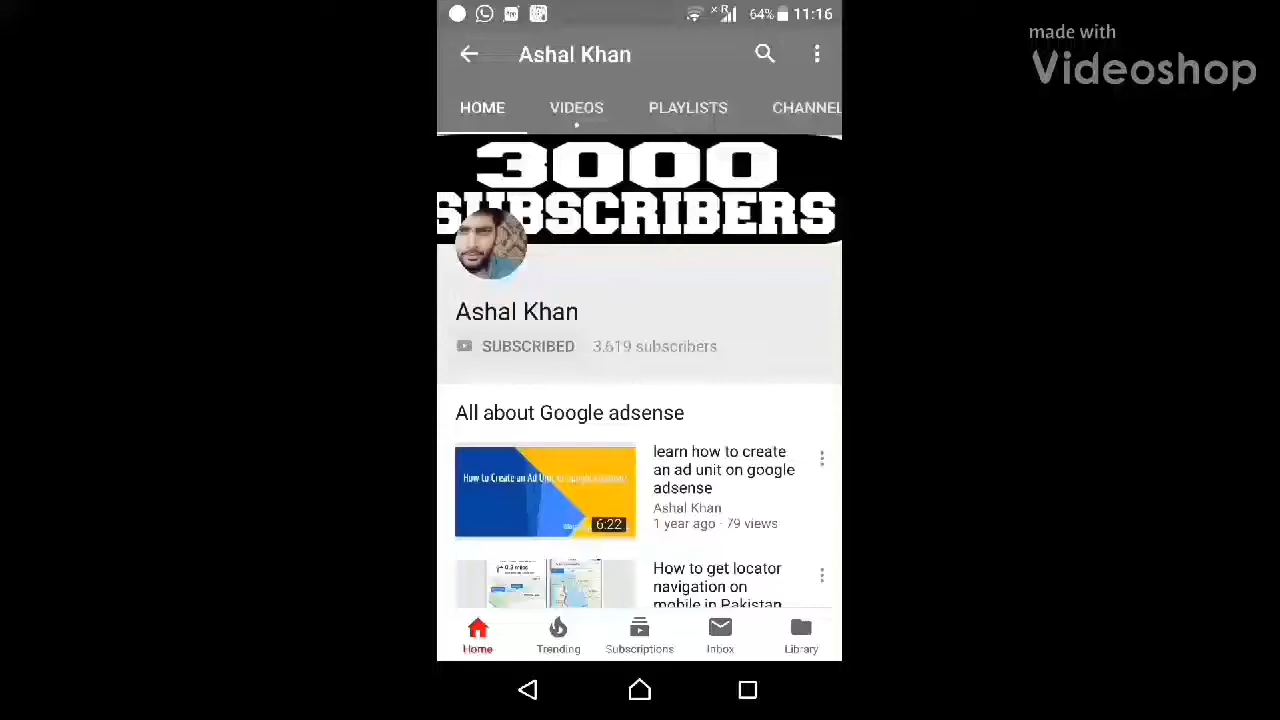 made with
Videoshop
64% 11:16
Ashal Khan
HOME VIDEOS PLAYLISTS CHANNEL
3000
SUBSCRIBERS
Ashal Khan
SUBSCRIBED 3,619 subscribers
All about Google adsense
How to Create an Ad Unit
6:22
learn how to create
an ad unit on google
adsense
Ashal Khan
1 year ago · 79 views
How to get locator
navigation on
mobile in Pakistan
Home Trending Subscriptions Inbox Library